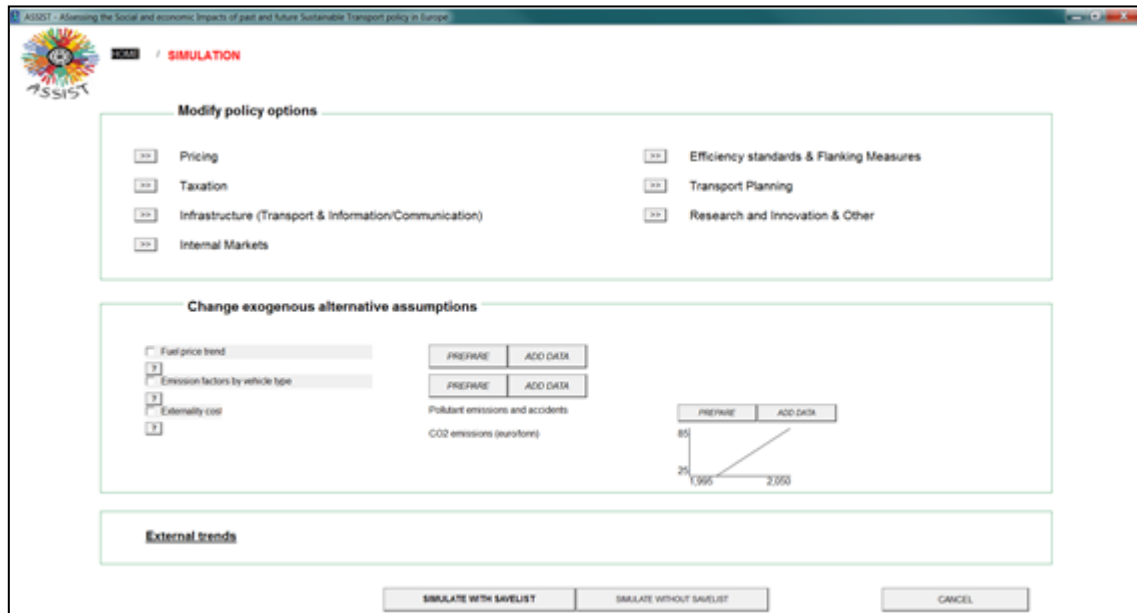 ASSIST - ASsessing the Social and economic Impacts of past and future Sustainable Transport policy in Europe
ASSIST
HOME / SIMULATION
Modify policy options
>> Pricing
>> Efficiency standards & Flanking Measures
>> Taxation
>> Transport Planning
>> Infrastructure (Transport & Information/Communication)
>> Research and Innovation & Other
>> Internal Markets
Change exogenous alternative assumptions
Fuel price trend
PREPARE ADD DATA
?
Emission factors by vehicle type
PREPARE ADD DATA
?
Externality cost
Pollutant emissions and accidents
PREPARE ADD DATA
?
CO2 emissions (euro/tonn)
85
25
1,995 2,050
External trends
SIMULATE WITH SAVELIST SIMULATE WITHOUT SAVELIST CANCEL